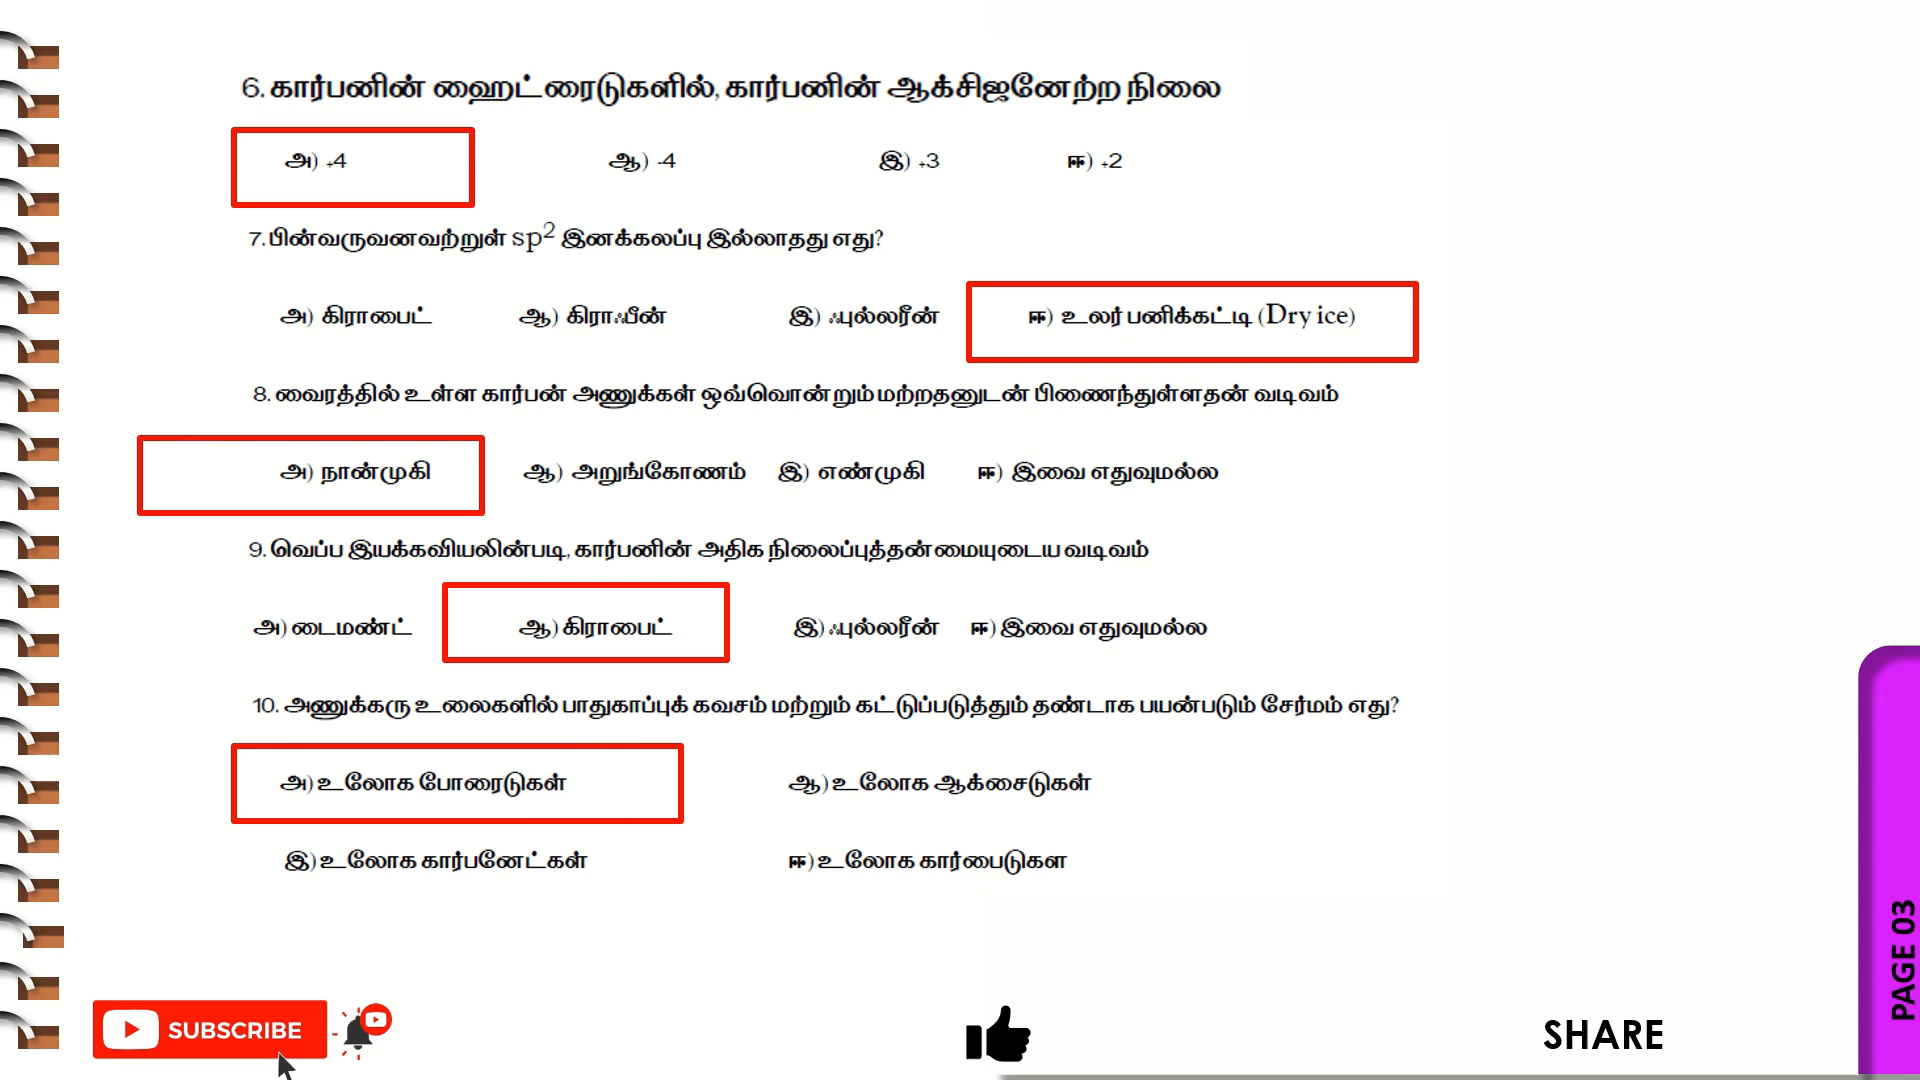 6. கார்பனின் ஹைட்ரைடுகளில், கார்பனின் ஆக்சிஜனேற்ற நிலை
அ) +4 ஆ) -4 இ) +3 ஈ) +2
7. பின்வருவனவற்றுள் sp² இனக்கலப்பு இல்லாதது எது?
அ) கிராபைட் ஆ) கிராஃபீன் இ) ஃபுல்லரீன் ஈ) உலர் பனிக்கட்டி (Dry ice)
8. வைரத்தில் உள்ள கார்பன் அணுக்கள் ஒவ்வொன்றும் மற்றதனுடன் பிணைந்துள்ளதன் வடிவம்
அ) நான்முகி ஆ) அறுங்கோணம் இ) எண்முகி ஈ) இவை எதுவுமல்ல
9. வெப்ப இயக்கவியலின்படி, கார்பனின் அதிக நிலைப்புத்தன்மையுடைய வடிவம்
அ) டைமண்ட் ஆ) கிராபைட் இ) ஃபுல்லரீன் ஈ) இவை எதுவுமல்ல
10. அணுக்கரு உலைகளில் பாதுகாப்புக் கவசம் மற்றும் கட்டுப்படுத்தும் தண்டாக பயன்படும் சேர்மம் எது?
அ) உலோக போரைடுகள் ஆ) உலோக ஆக்சைடுகள்
இ) உலோக கார்பனேட்கள் ஈ) உலோக கார்பைடுகள
PAGE 03
SUBSCRIBE
SHARE